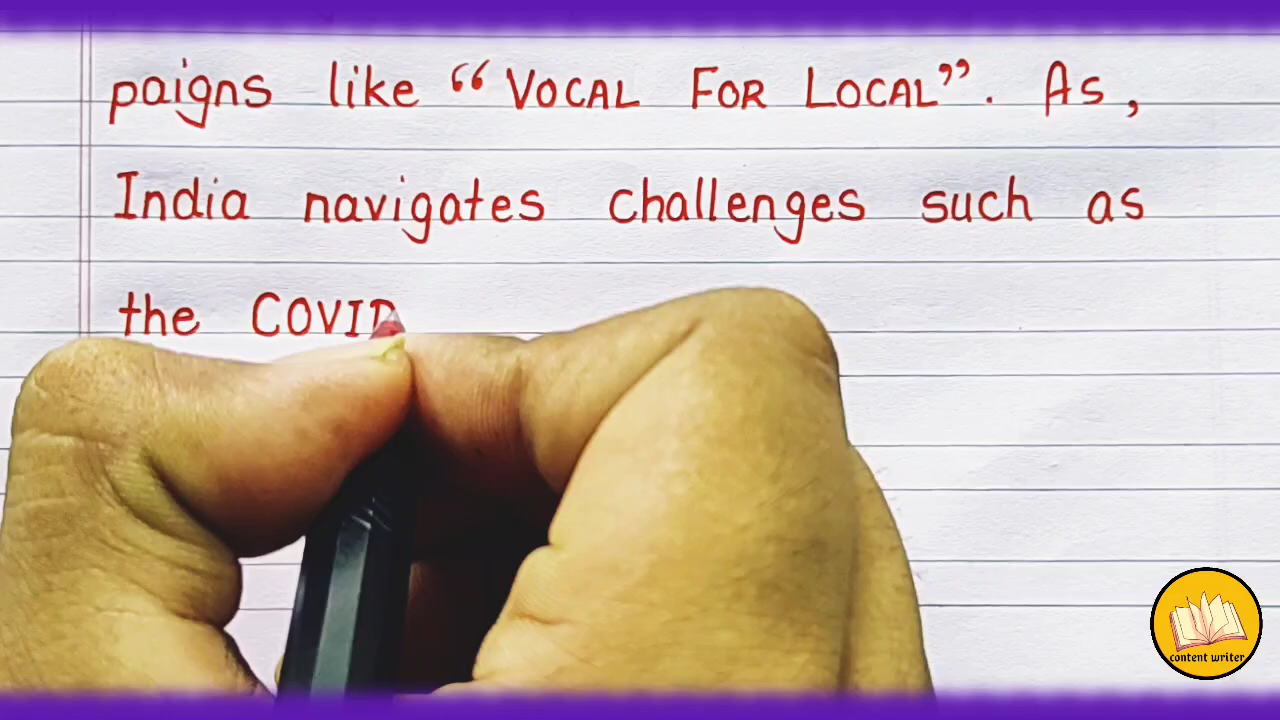 paigns like “VOCAL FOR LOCAL”. As,
India navigates challenges such as
the COVID
content writer